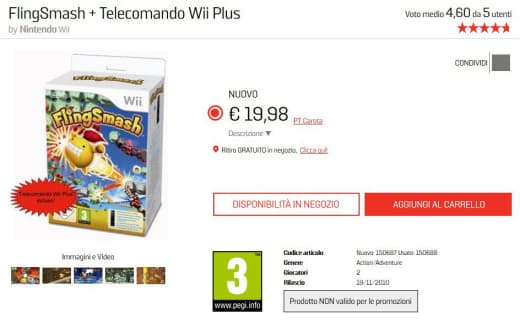 FlingSmash + Telecomando Wii Plus
by Nintendo Wii
Voto medio 4,60 da 5 utenti
CONDIVIDI
Wii
FlingSmash
Telecomando Wii Plus
incluso!
3
NUOVO
€ 19,98
PT Carota
Descrizione ▼
Ritiro GRATUITO in negozio, Clicca qui!
DISPONIBILITÀ IN NEGOZIO
AGGIUNGI AL CARRELLO
Immagini e Video
3
www.pegi.info
Codice articolo Nuovo: 150687 Usato: 150688
Genere Action/Adventure
Giocatori 2
Rilascio 19/11/2010
Prodotto NON valido per le promozioni